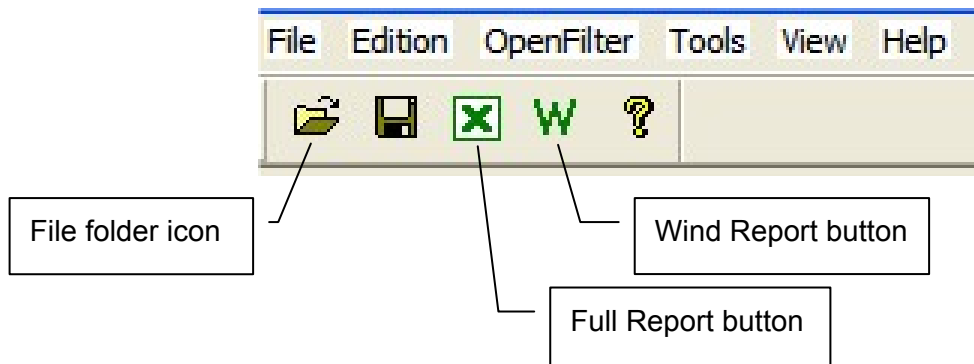 File Edition OpenFilter Tools View Help
X W ?
File folder icon
Wind Report button
Full Report button